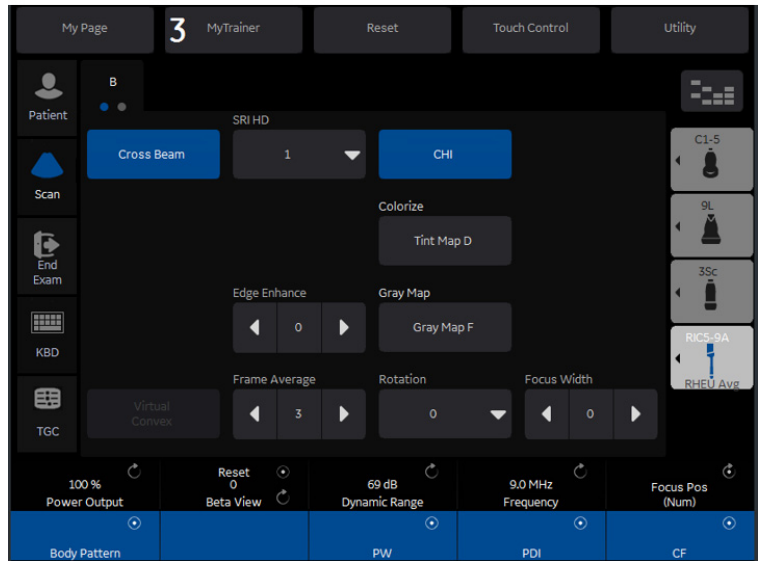 My Page
3 MyTrainer
Reset
Touch Control
Utility
Patient
B
SRI HD
Cross Beam
1
CHI
C1-5
Scan
Colorize
Tint Map D
9L
End
Exam
Edge Enhance
Gray Map
0
Gray Map F
3Sc
KBD
Frame Average
Rotation
Focus Width
RIC5-9A
RHEU Avg
TGC
Virtual
Convex
3
0
0
100 %
Power Output
Reset
0
Beta View
69 dB
Dynamic Range
9.0 MHz
Frequency
Focus Pos
(Num)
Body Pattern
PW
PDI
CF